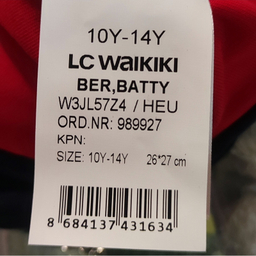 10Y-14Y
LC WAIKIKI
BER,BATTY
W3JL57Z4 / HEU
ORD.NR: 989927
KPN:
SIZE: 10Y-14Y 26*27 cm
8 684137 431634